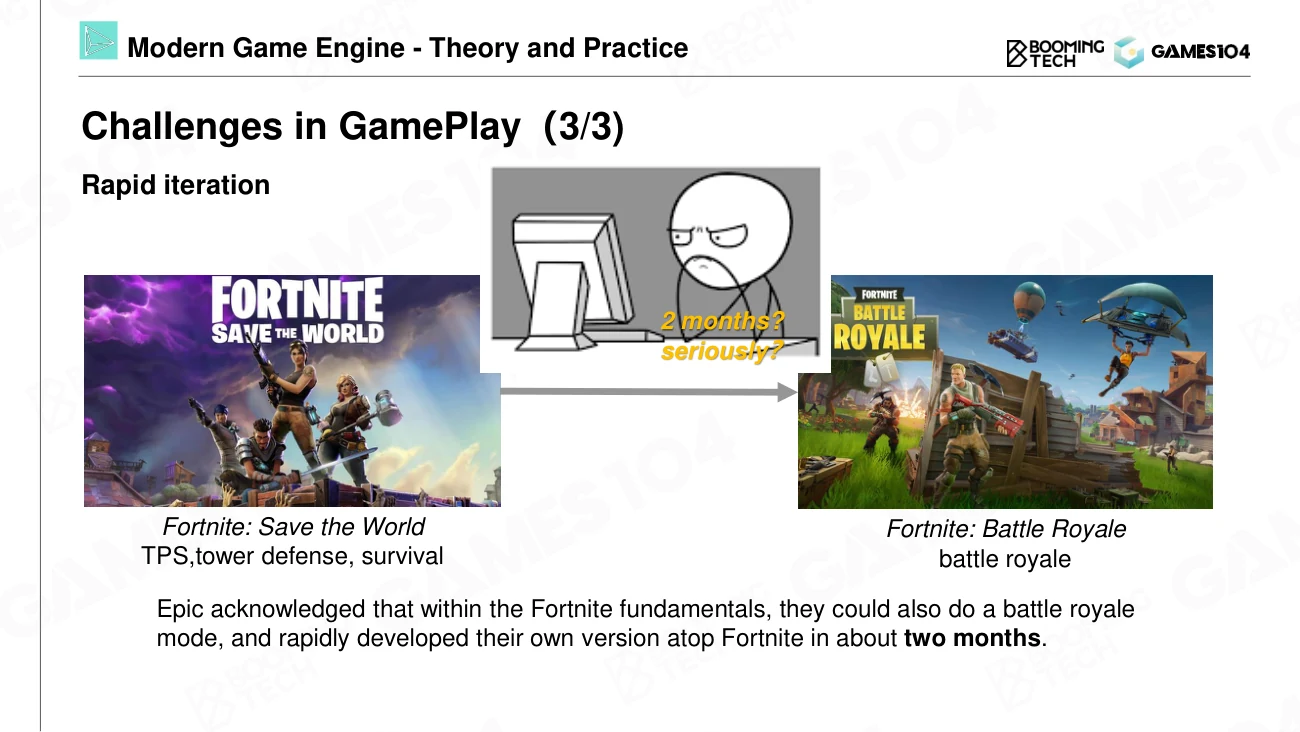 Modern Game Engine - Theory and Practice
BOOMING
TECH
GAMES104
Challenges in GamePlay（3/3）
Rapid iteration
2 months?
seriously?
FORTNITE
SAVE THE WORLD
FORTNITE
BATTLE
ROYALE
Fortnite: Save the World
TPS,tower defense, survival
Fortnite: Battle Royale
battle royale
Epic acknowledged that within the Fortnite fundamentals, they could also do a battle royale
mode, and rapidly developed their own version atop Fortnite in about two months.